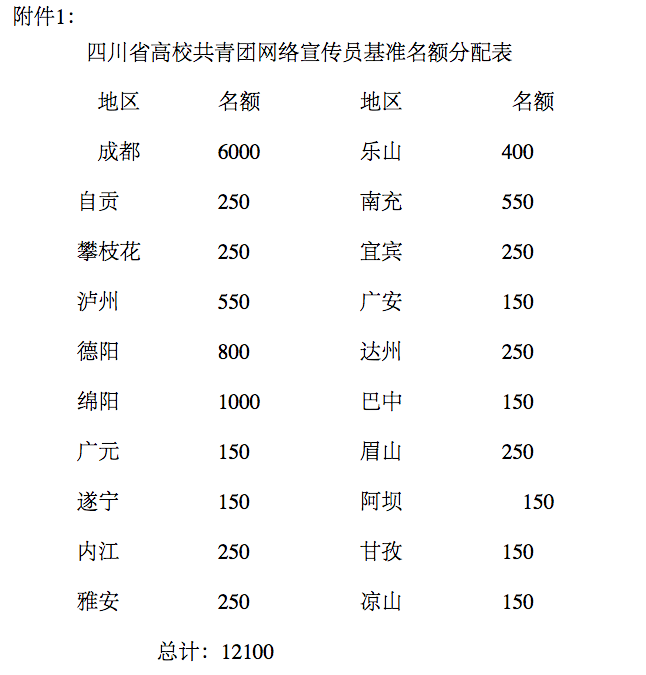 附件1：
四川省高校共青团网络宣传员基准名额分配表
地区 名额 地区 名额
成都 6000 乐山 400
自贡 250 南充 550
攀枝花 250 宜宾 250
泸州 550 广安 150
德阳 800 达州 250
绵阳 1000 巴中 150
广元 150 眉山 250
遂宁 150 阿坝 150
内江 250 甘孜 150
雅安 250 凉山 150
总计：12100